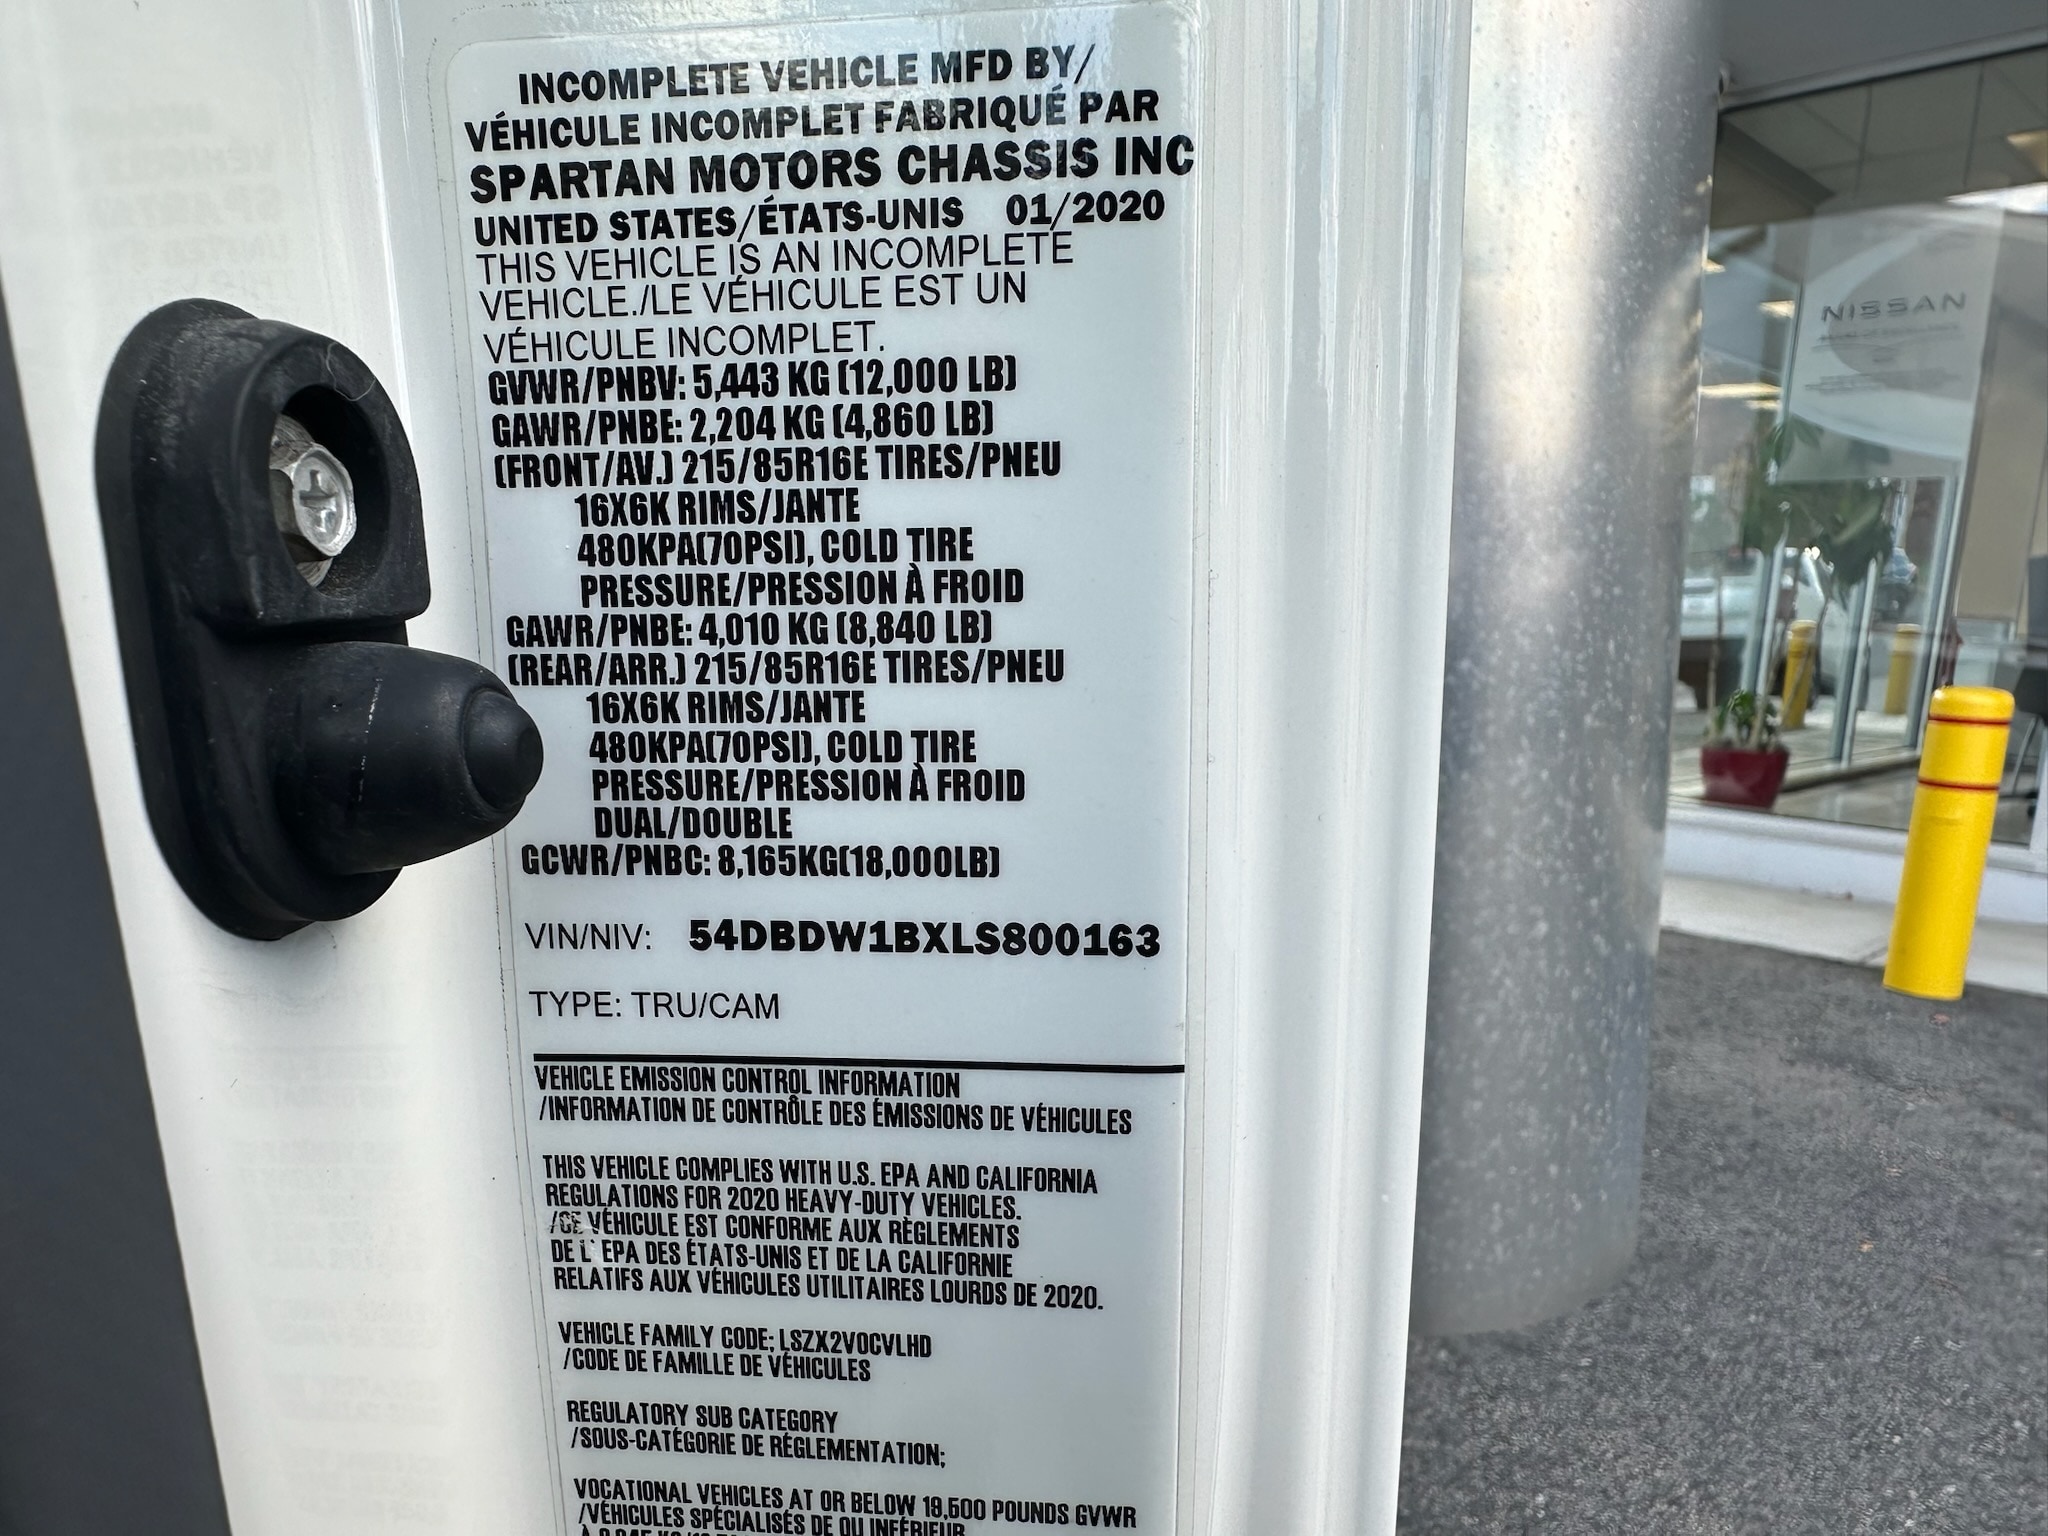 INCOMPLETE VEHICLE MFD BY/
VÉHICULE INCOMPLET FABRIQUÉ PAR
SPARTAN MOTORS CHASSIS INC
UNITED STATES/ÉTATS-UNIS 01/2020
THIS VEHICLE IS AN INCOMPLETE
VEHICLE./LE VÉHICULE EST UN
VÉHICULE INCOMPLET.
GVWR/PNBV: 5,443 KG (12,000 LB)
GAWR/PNBE: 2,204 KG (4,860 LB)
(FRONT/AV.) 215/85R16E TIRES/PNEU
16X6K RIMS/JANTE
480KPA(70PSI), COLD TIRE
PRESSURE/PRESSION À FROID
GAWR/PNBE: 4,010 KG (8,840 LB)
(REAR/ARR.) 215/85R16E TIRES/PNEU
16X6K RIMS/JANTE
480KPA(70PSI), COLD TIRE
PRESSURE/PRESSION À FROID
DUAL/DOUBLE
GCWR/PNBC: 8,165KG(18,000LB)
VIN/NIV: 54DBDW1BXLS800163
TYPE: TRU/CAM
VEHICLE EMISSION CONTROL INFORMATION
/INFORMATION DE CONTRÔLE DES ÉMISSIONS DE VÉHICULES
THIS VEHICLE COMPLIES WITH U.S. EPA AND CALIFORNIA
REGULATIONS FOR 2020 HEAVY-DUTY VEHICLES.
/CE VÉHICULE EST CONFORME AUX RÈGLEMENTS
DE L'EPA DES ÉTATS-UNIS ET DE LA CALIFORNIE
RELATIFS AUX VÉHICULES UTILITAIRES LOURDS DE 2020.
VEHICLE FAMILY CODE; LSZX2VOCVLHD
/CODE DE FAMILLE DE VÉHICULES
REGULATORY SUB CATEGORY
/SOUS-CATÉGORIE DE RÉGLEMENTATION;
VOCATIONAL VEHICLES AT OR BELOW 19,500 POUNDS GVWR
/VÉHICULES SPÉCIALISÉS DE OU INFÉRIEUR
NISSAN